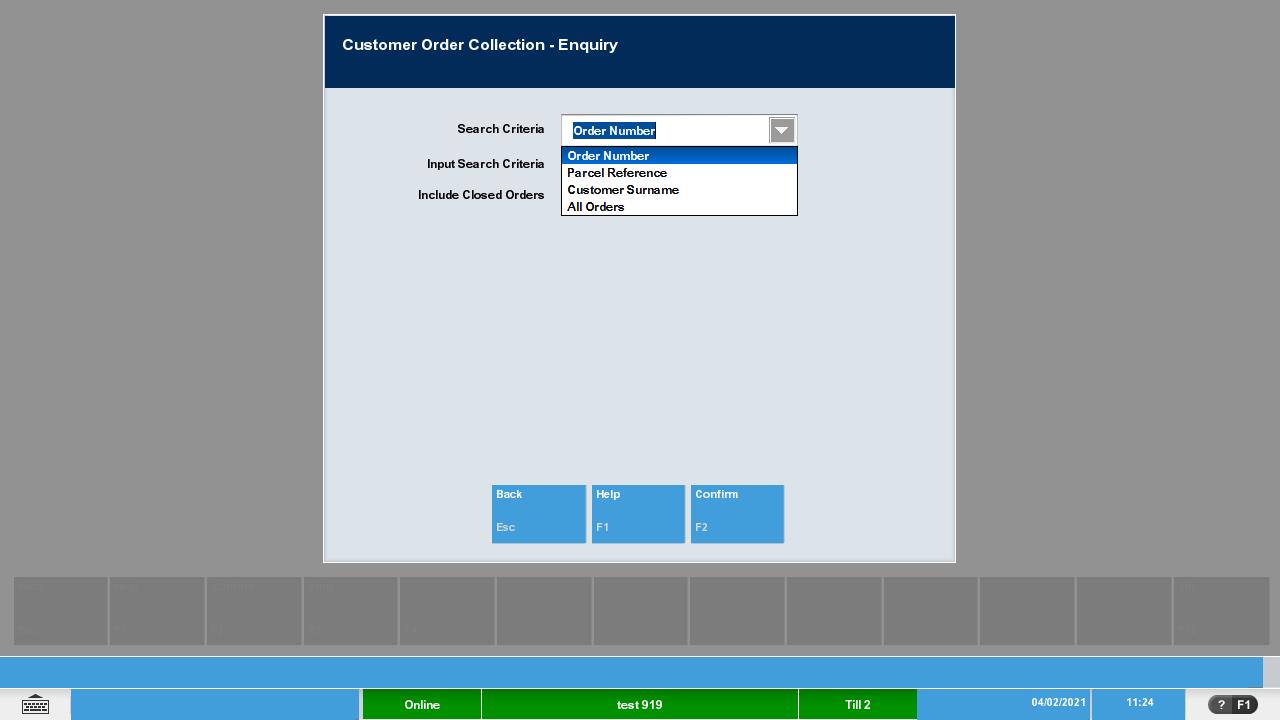 Customer Order Collection - Enquiry
Search Criteria
Order Number
Order Number
Parcel Reference
Customer Surname
All Orders
Input Search Criteria
Include Closed Orders
Back
Esc
Help
F1
Confirm
F2
Online
test 919
Till 2
04/02/2021
11:24
? F1